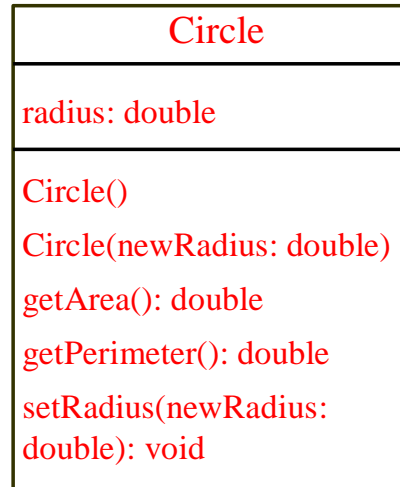 Circle
radius: double
Circle()
Circle(newRadius: double)
getArea(): double
getPerimeter(): double
setRadius(newRadius:
double): void